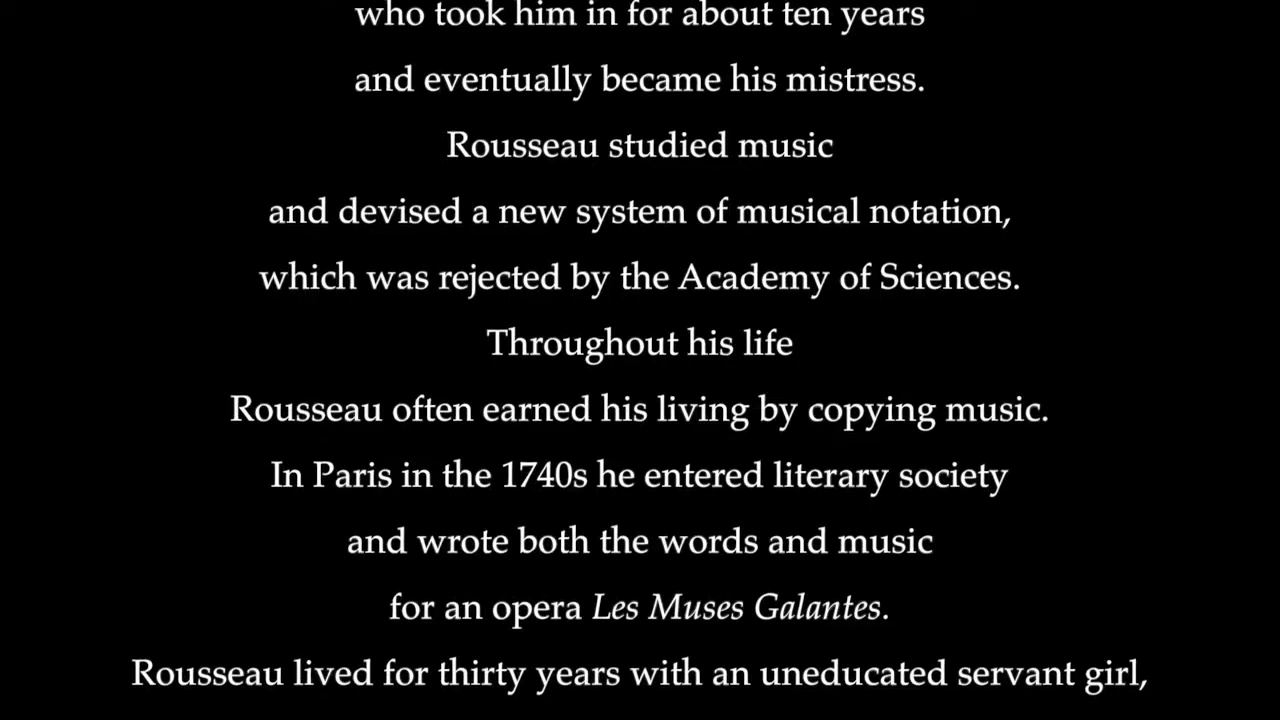 who took him in for about ten years
and eventually became his mistress.
Rousseau studied music
and devised a new system of musical notation,
which was rejected by the Academy of Sciences.
Throughout his life
Rousseau often earned his living by copying music.
In Paris in the 1740s he entered literary society
and wrote both the words and music
for an opera Les Muses Galantes.
Rousseau lived for thirty years with an uneducated servant girl,